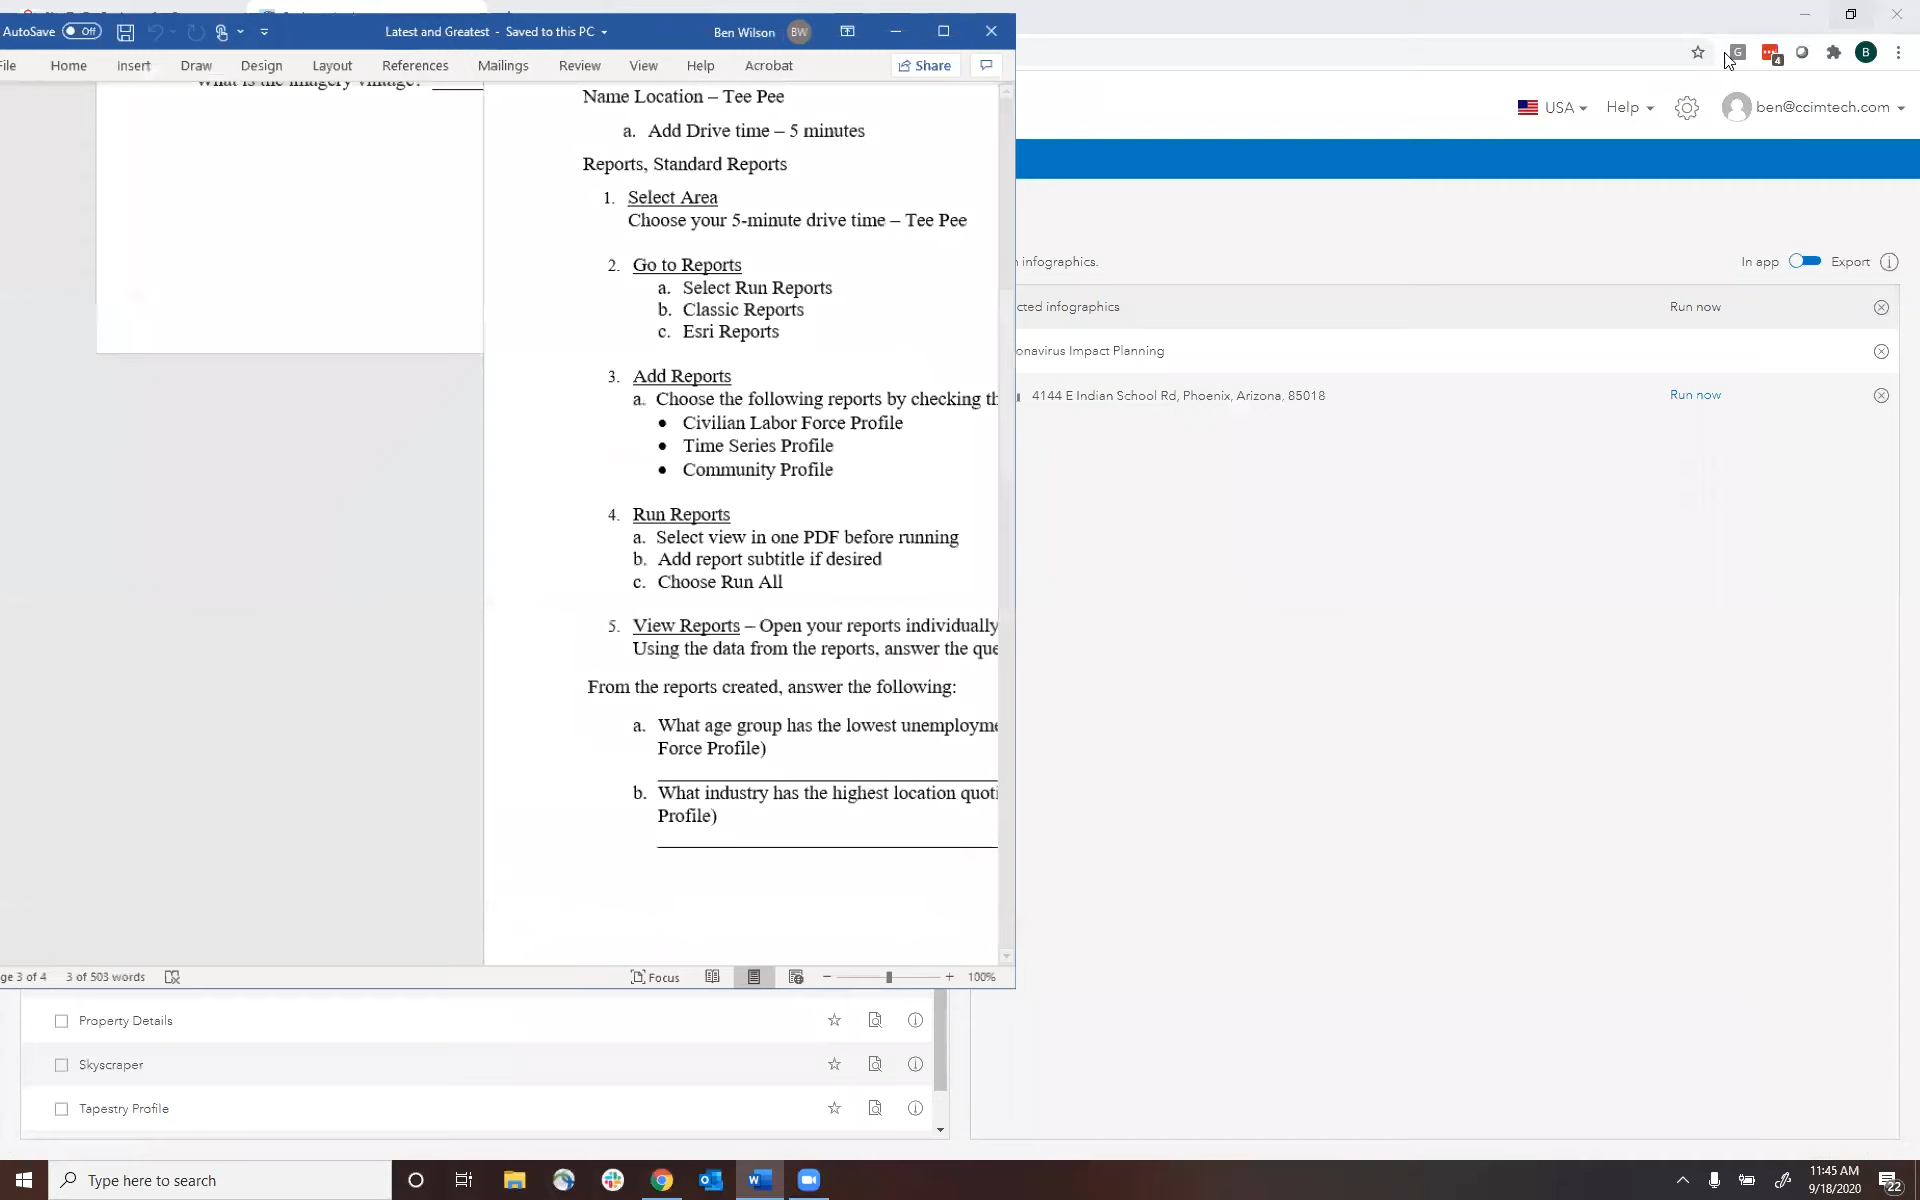 AutoSave Off
Latest and Greatest - Saved to this PC
Ben Wilson BW
File Home Insert Draw Design Layout References Mailings Review View Help Acrobat Share
What is the imagery vintage?
Name Location – Tee Pee
a. Add Drive time – 5 minutes
Reports, Standard Reports
1. Select Area
Choose your 5-minute drive time – Tee Pee
2. Go to Reports
a. Select Run Reports
b. Classic Reports
c. Esri Reports
3. Add Reports
a. Choose the following reports by checking th
• Civilian Labor Force Profile
• Time Series Profile
• Community Profile
4. Run Reports
a. Select view in one PDF before running
b. Add report subtitle if desired
c. Choose Run All
5. View Reports – Open your reports individually
Using the data from the reports, answer the que
From the reports created, answer the following:
a. What age group has the lowest unemployme
Force Profile)
b. What industry has the highest location quoti
Profile)
ge 3 of 4 3 of 503 words Focus 100%
G 4 B
USA Help ben@ccimtech.com
infographics. In app Export
cted infographics Run now
onavirus Impact Planning
4144 E Indian School Rd, Phoenix, Arizona, 85018 Run now
Property Details
Skyscraper
Tapestry Profile
Type here to search
11:45 AM
9/18/2020
22